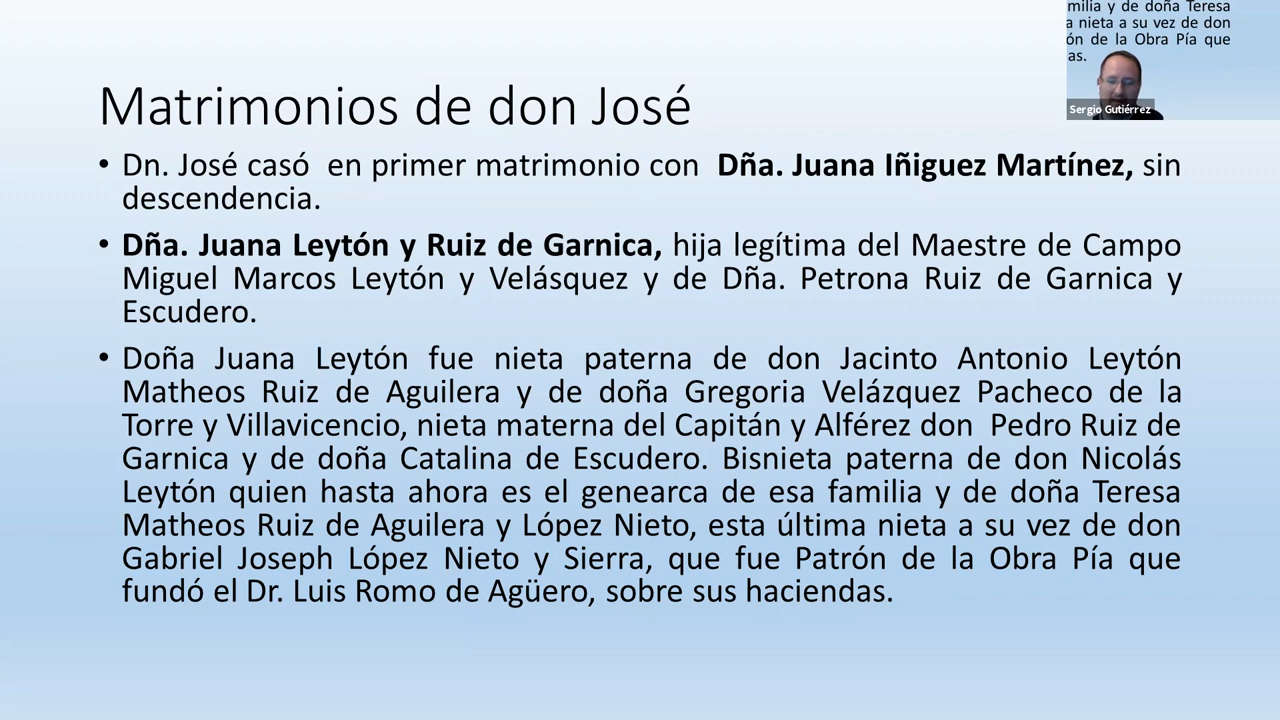 milia y de doña Teresa
a nieta a su vez de don
ón de la Obra Pía que
as.
Sergio Gutiérrez
Matrimonios de don José
• Dn. José casó en primer matrimonio con Dña. Juana Iñiguez Martínez, sin
descendencia.
• Dña. Juana Leytón y Ruiz de Garnica, hija legítima del Maestre de Campo
Miguel Marcos Leytón y Velásquez y de Dña. Petrona Ruiz de Garnica y
Escudero.
• Doña Juana Leytón fue nieta paterna de don Jacinto Antonio Leytón
Matheos Ruiz de Aguilera y de doña Gregoria Velázquez Pacheco de la
Torre y Villavicencio, nieta materna del Capitán y Alférez don Pedro Ruiz de
Garnica y de doña Catalina de Escudero. Bisnieta paterna de don Nicolás
Leytón quien hasta ahora es el genearca de esa familia y de doña Teresa
Matheos Ruiz de Aguilera y López Nieto, esta última nieta a su vez de don
Gabriel Joseph López Nieto y Sierra, que fue Patrón de la Obra Pía que
fundó el Dr. Luis Romo de Agüero, sobre sus haciendas.